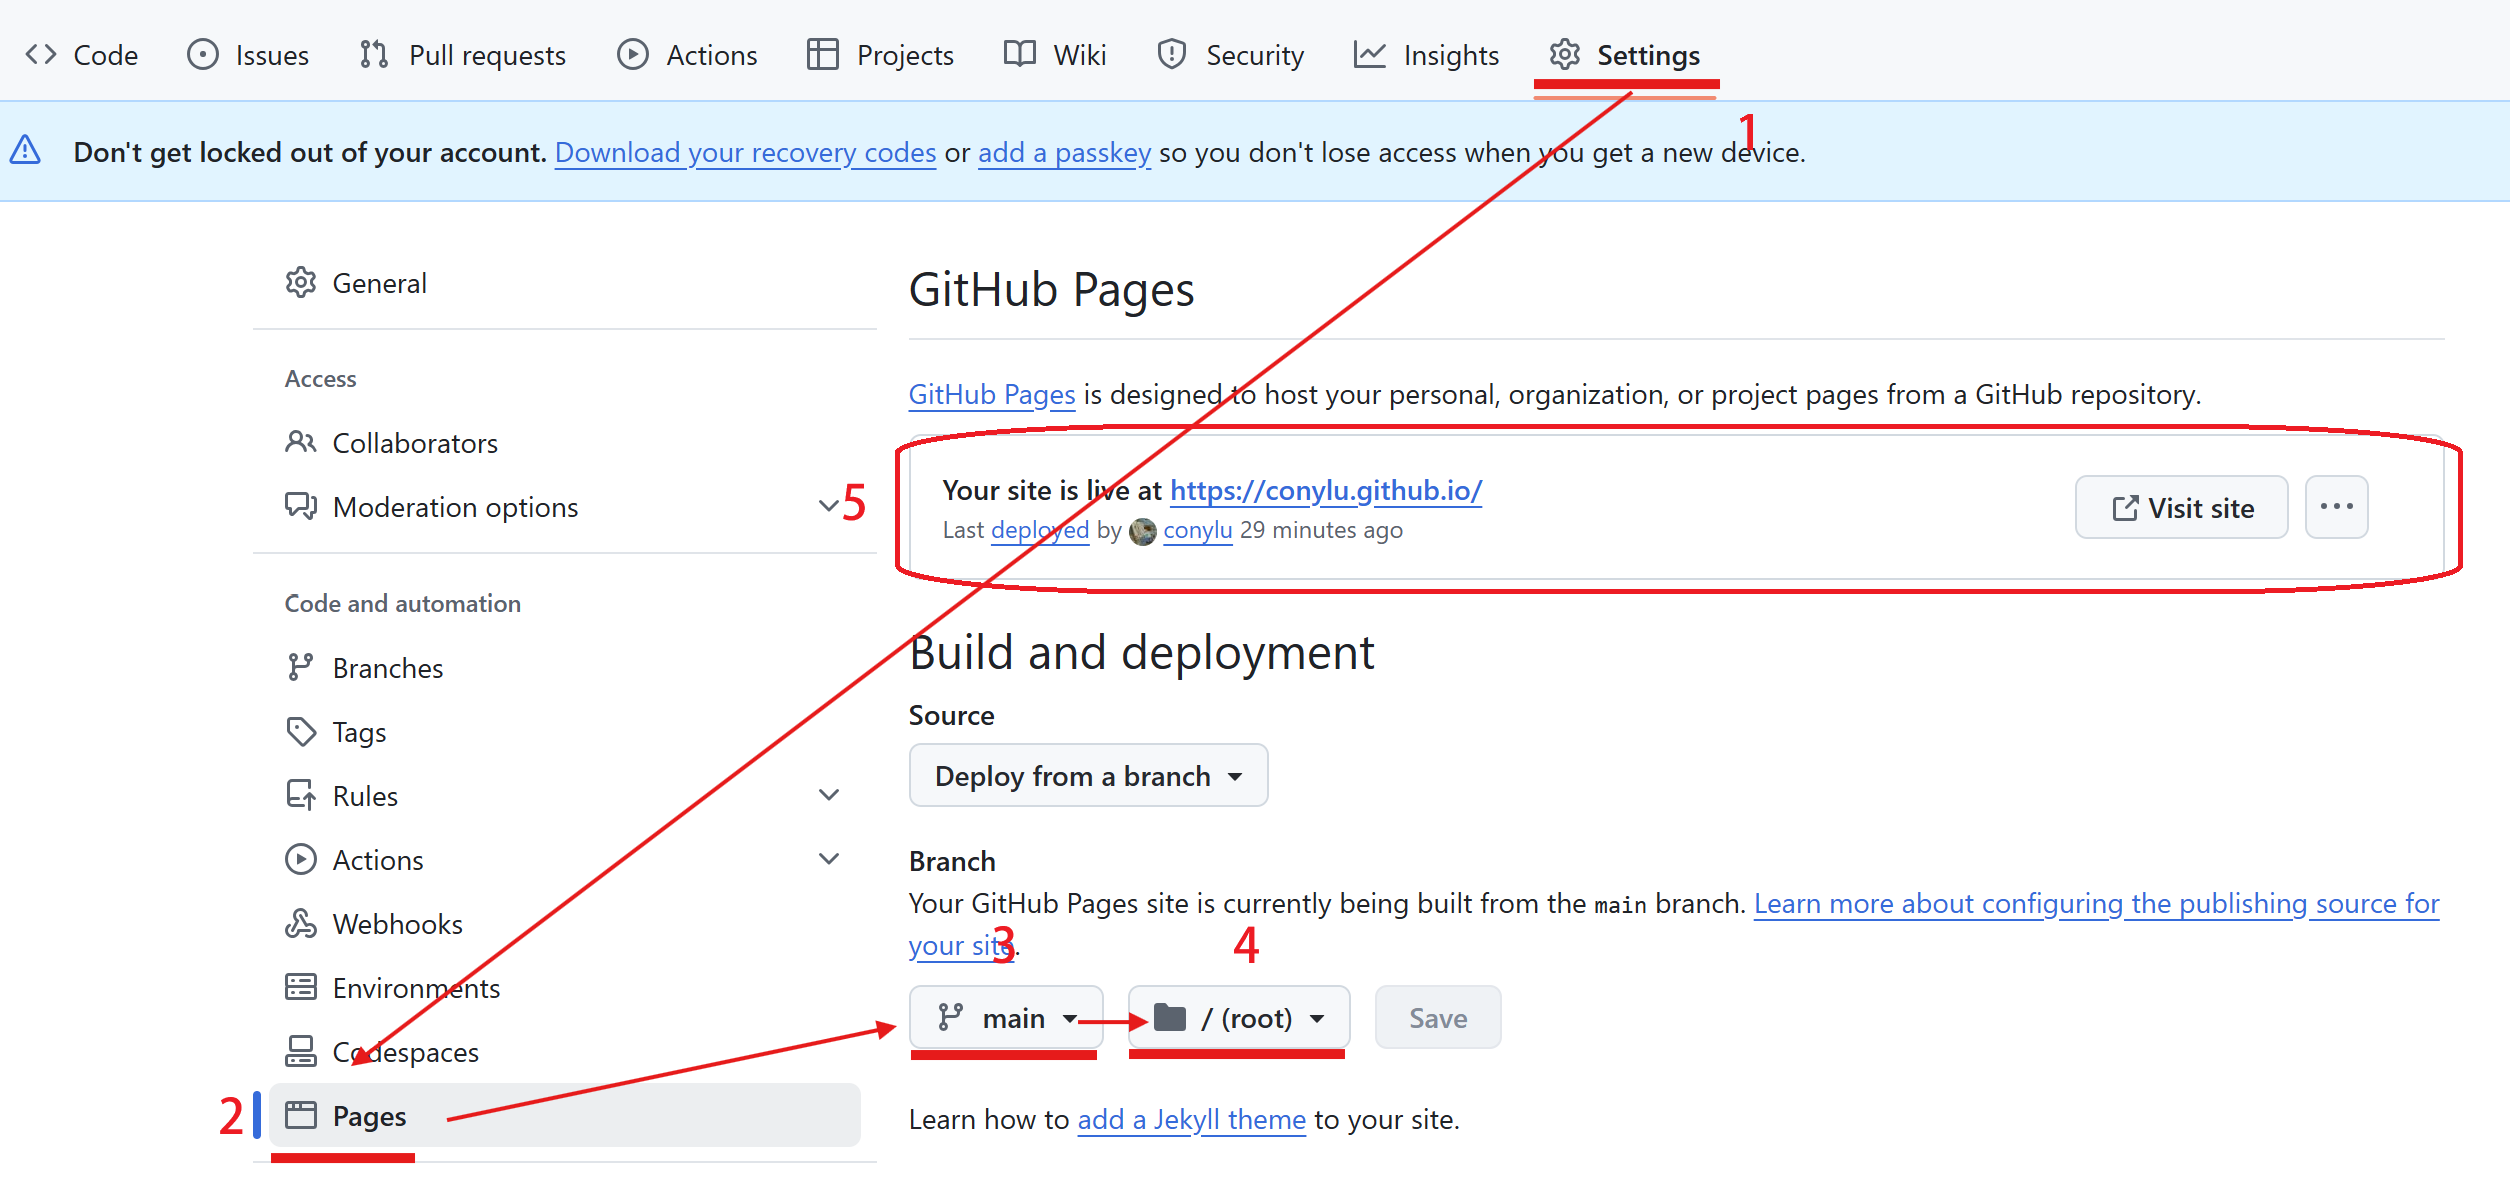 Code Issues Pull requests Actions Projects Wiki Security Insights Settings
1
Don't get locked out of your account. Download your recovery codes or add a passkey so you don't lose access when you get a new device.
General
Access
Collaborators
Moderation options
Code and automation
Branches
Tags
Rules
Actions
Webhooks
Environments
Codespaces
2 Pages
GitHub Pages
GitHub Pages is designed to host your personal, organization, or project pages from a GitHub repository.
5
Your site is live at https://conylu.github.io/
Last deployed by conylu 29 minutes ago
Visit site
Build and deployment
Source
Deploy from a branch
Branch
Your GitHub Pages site is currently being built from the main branch. Learn more about configuring the publishing source for
your site.
3 4
main / (root) Save
Learn how to add a Jekyll theme to your site.